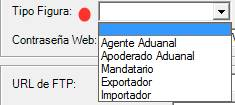 Tipo Figura:
Contraseña Web:
Agente Aduanal
Apoderado Aduanal
Mandatario
URL de FTP:
Exportador
Importador